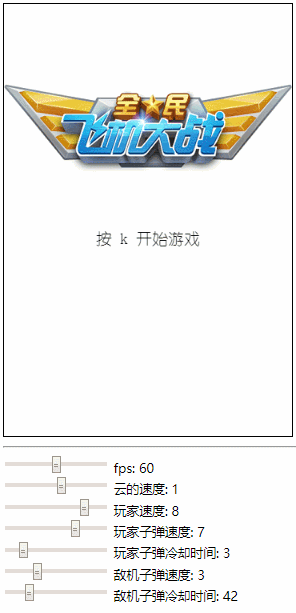 全★民
飞机大战
按 k 开始游戏
fps: 60
云的速度: 1
玩家速度: 8
玩家子弹速度: 7
玩家子弹冷却时间: 3
敌机子弹速度: 3
敌机子弹冷却时间: 42